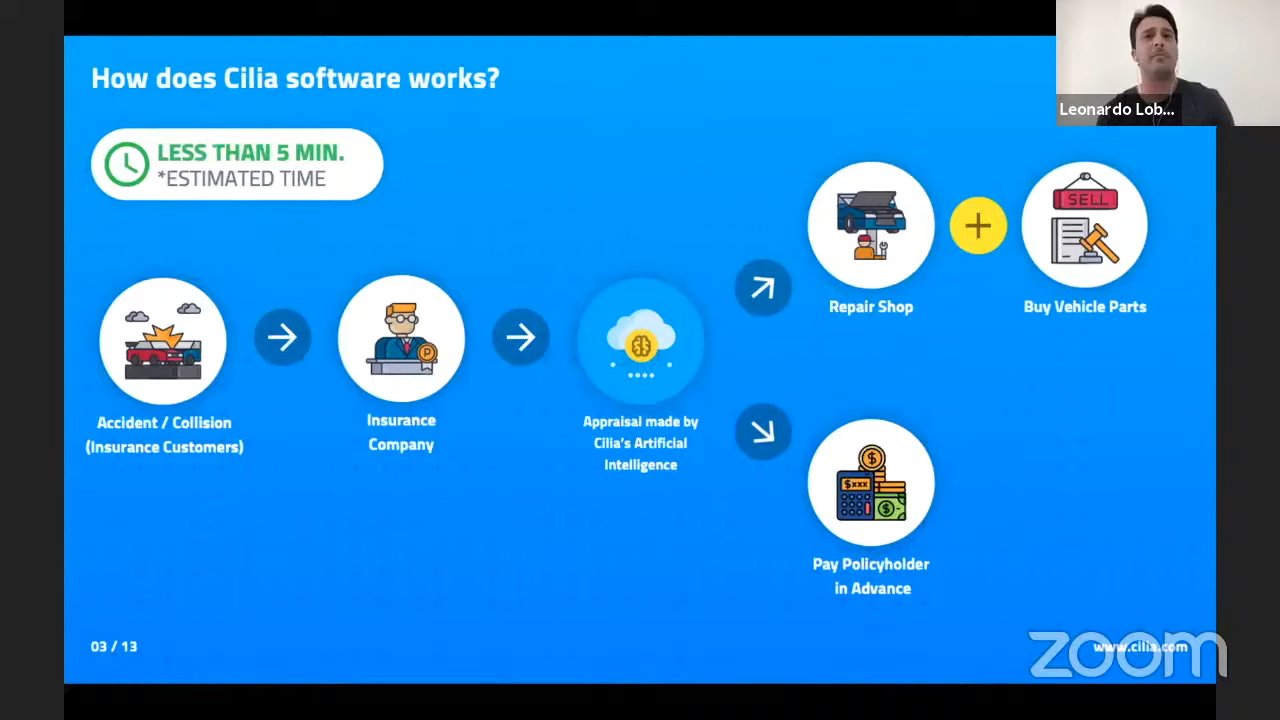 How does Cilia software works?
Leonardo Lob...
LESS THAN 5 MIN.
*ESTIMATED TIME
SELL
Repair Shop
Buy Vehicle Parts
P
Accident / Collision
(Insurance Customers)
Insurance
Company
Appraisal made by
Cilia's Artificial
Intelligence
$
$xxx
$
Pay Policyholder
in Advance
03 / 13
www.cilia.com
zoom